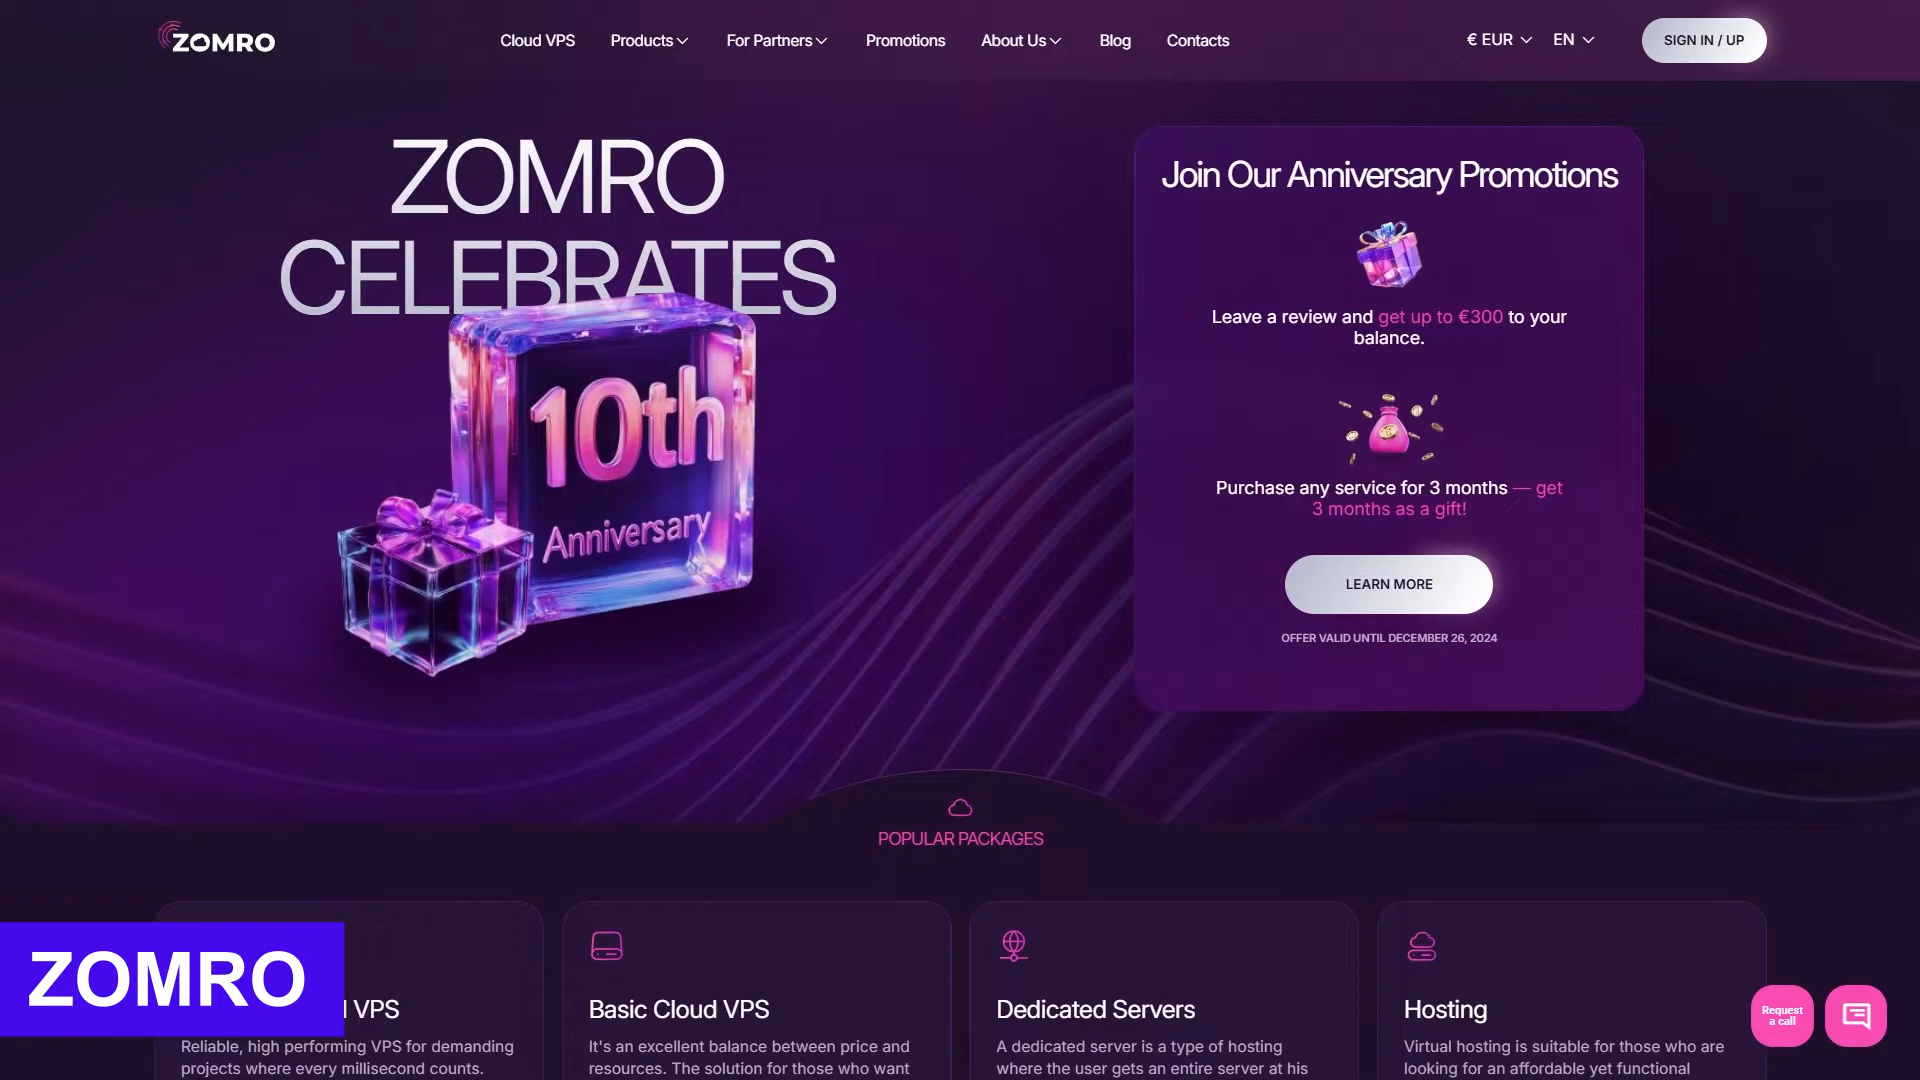 ZOMRO
Cloud VPS
Products
For Partners
Promotions
About Us
Blog
Contacts
€ EUR
EN
SIGN IN / UP
ZOMRO
CELEBRATES
10th
Anniversary
Join Our Anniversary Promotions
Leave a review and get up to €300 to your
balance.
Purchase any service for 3 months — get
3 months as a gift!
LEARN MORE
OFFER VALID UNTIL DECEMBER 26, 2024
POPULAR PACKAGES
VPS
Reliable, high performing VPS for demanding
projects where every millisecond counts.
Basic Cloud VPS
It's an excellent balance between price and
resources. The solution for those who want
Dedicated Servers
A dedicated server is a type of hosting
where the user gets an entire server at his
Hosting
Virtual hosting is suitable for those who are
looking for an affordable yet functional
ZOMRO
Request
a call